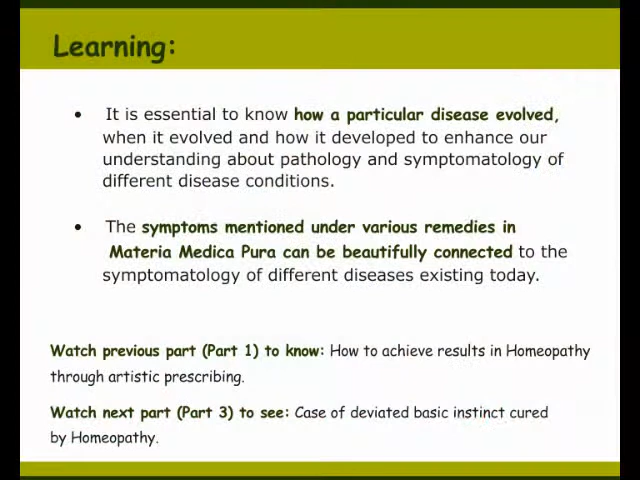 Learning:
• It is essential to know how a particular disease evolved,
when it evolved and how it developed to enhance our
understanding about pathology and symptomatology of
different disease conditions.
• The symptoms mentioned under various remedies in
Materia Medica Pura can be beautifully connected to the
symptomatology of different diseases existing today.
Watch previous part (Part 1) to know: How to achieve results in Homeopathy
through artistic prescribing.
Watch next part (Part 3) to see: Case of deviated basic instinct cured
by Homeopathy.